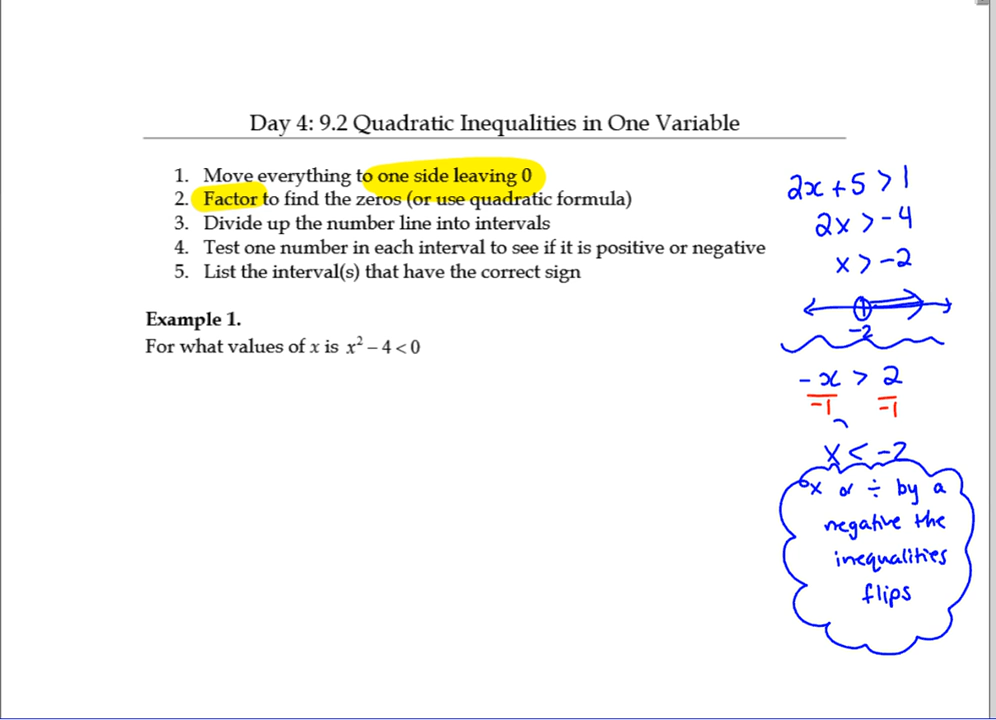 Day 4: 9.2 Quadratic Inequalities in One Variable
1. Move everything to one side leaving 0
2. Factor to find the zeros (or use quadratic formula)
3. Divide up the number line into intervals
4. Test one number in each interval to see if it is positive or negative
5. List the interval(s) that have the correct sign
Example 1.
For what values of x is x² – 4 < 0
2x + 5 > 1
2x > -4
x > -2
-2
-x > 2
-1 -1
x < -2
x or ÷ by a
negative the
inequalities
flips